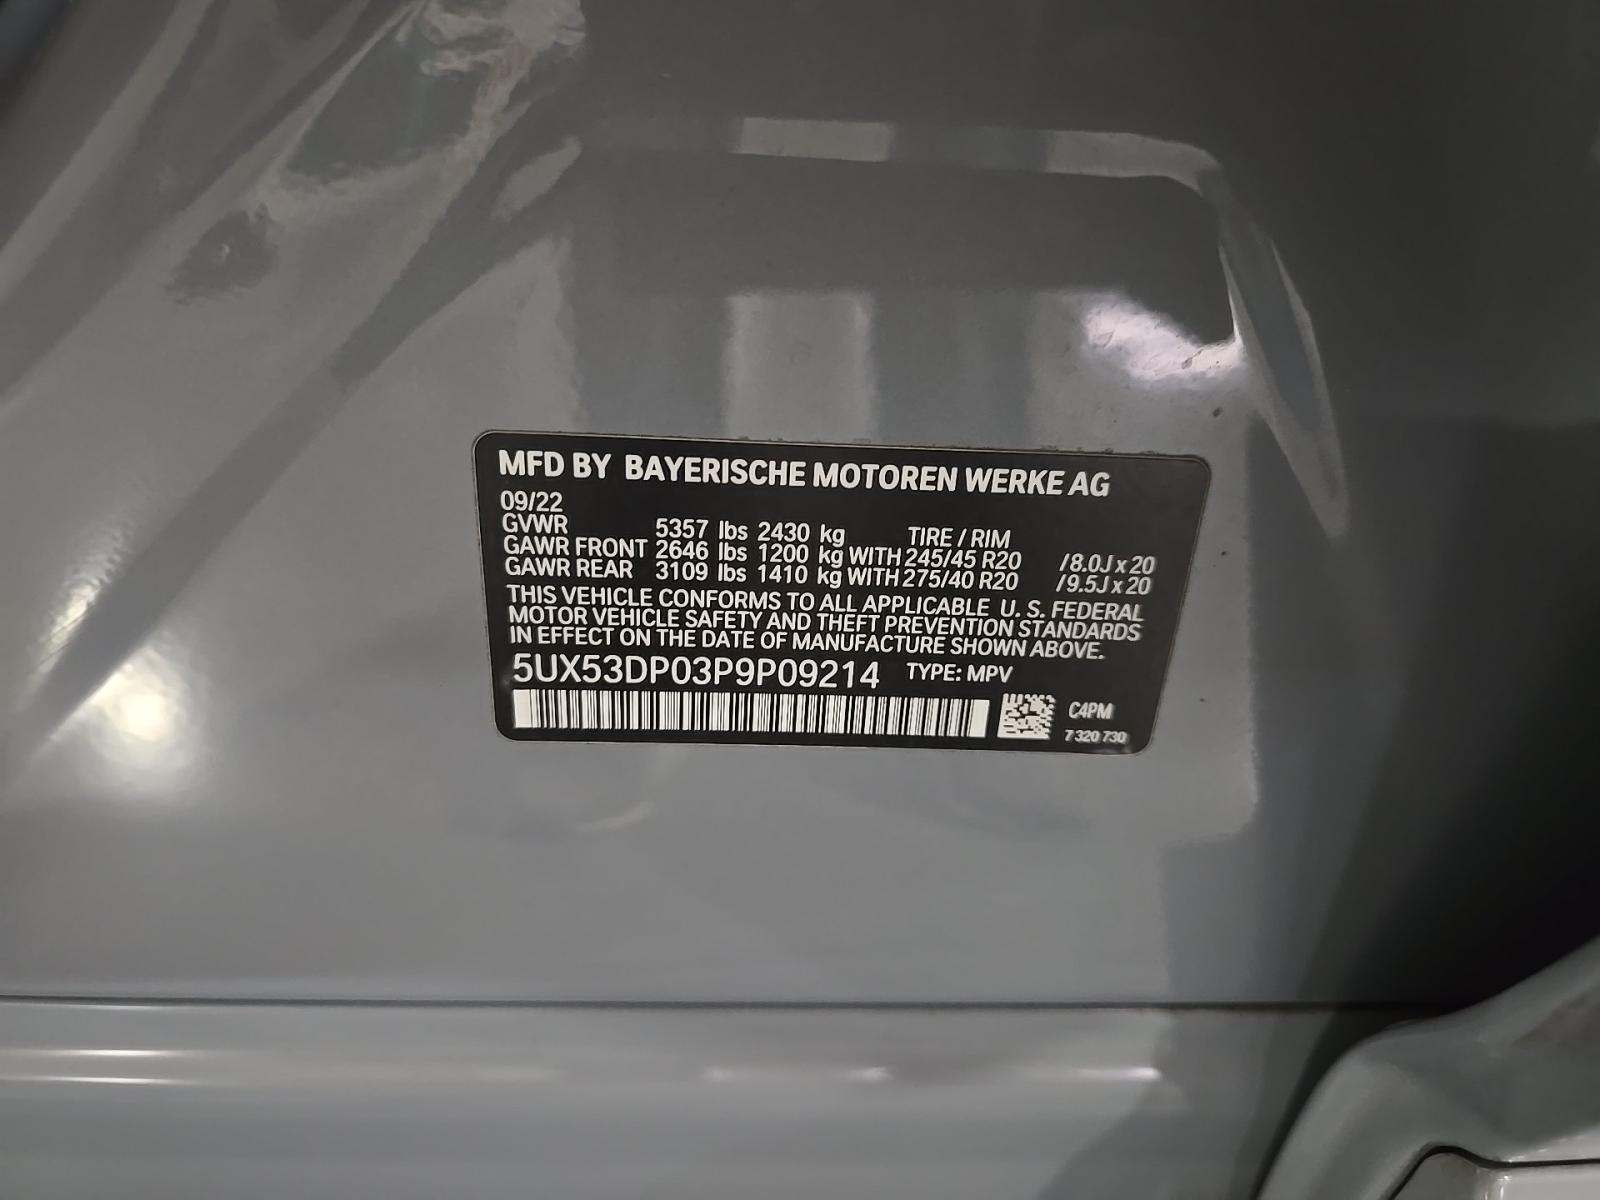 MFD BY BAYERISCHE MOTOREN WERKE AG
09/22
GVWR 5357 lbs 2430 kg TIRE / RIM
GAWR FRONT 2646 lbs 1200 kg WITH 245/45 R20 /8.0J x 20
GAWR REAR 3109 lbs 1410 kg WITH 275/40 R20 /9.5J x 20
THIS VEHICLE CONFORMS TO ALL APPLICABLE U. S. FEDERAL
MOTOR VEHICLE SAFETY AND THEFT PREVENTION STANDARDS
IN EFFECT ON THE DATE OF MANUFACTURE SHOWN ABOVE.
5UX53DP03P9P09214 TYPE: MPV
C4PM
7 320 730